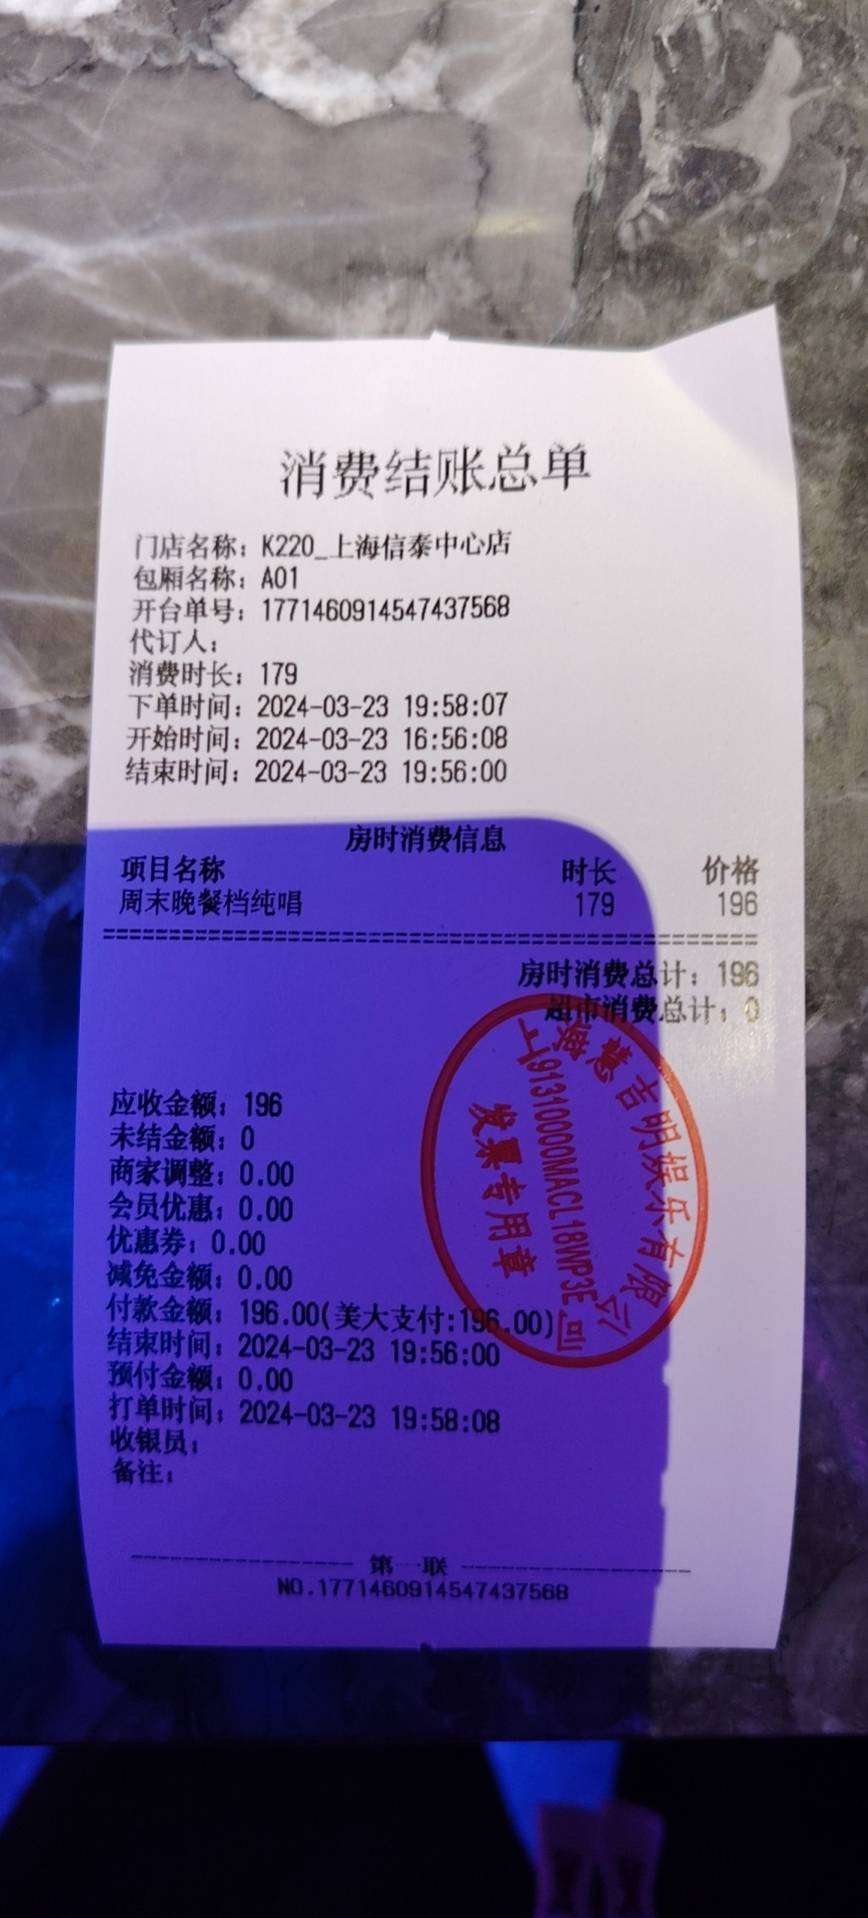 消费结账总单
门店名称：K220_上海信泰中心店
包厢名称：A01
开台单号：1771460914547437568
代订人：
消费时长：179
下单时间：2024-03-23 19:58:07
开始时间：2024-03-23 16:56:08
结束时间：2024-03-23 19:56:00
房时消费信息
项目名称 时长 价格
周末晚餐档纯唱 179 196
房时消费总计：196
超市消费总计：0
应收金额：196
未结金额：0
商家调整：0.00
会员优惠：0.00
优惠券：0.00
减免金额：0.00
付款金额：196.00(美大支付:196.00)
结束时间：2024-03-23 19:56:00
预付金额：0.00
打单时间：2024-03-23 19:58:08
收银员：
备注：
上海慧吉明娱乐有限公司
91310000MACL18WP3E
发票专用章
第一联
NO.1771460914547437568